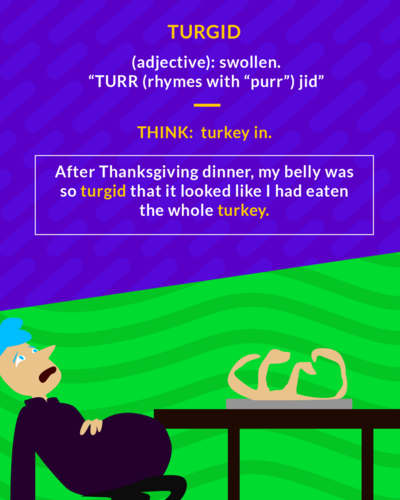 TURGID
(adjective): swollen.
“TURR (rhymes with “purr”) jid”
THINK: turkey in.
After Thanksgiving dinner, my belly was
so turgid that it looked like I had eaten
the whole turkey.